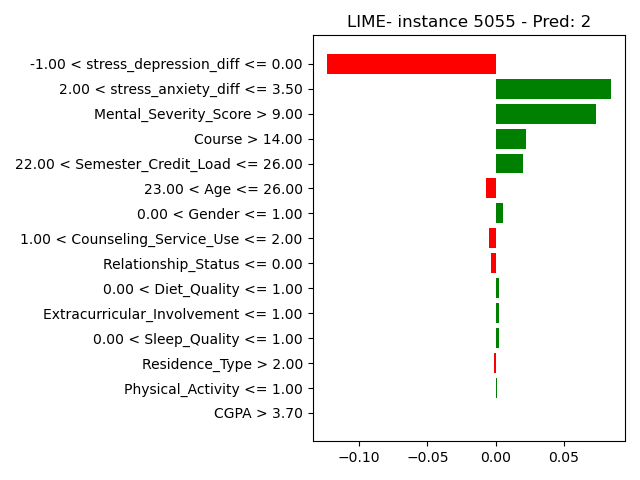 LIME- instance 5055 - Pred: 2
-1.00 < stress_depression_diff <= 0.00
2.00 < stress_anxiety_diff <= 3.50
Mental_Severity_Score > 9.00
Course > 14.00
22.00 < Semester_Credit_Load <= 26.00
23.00 < Age <= 26.00
0.00 < Gender <= 1.00
1.00 < Counseling_Service_Use <= 2.00
Relationship_Status <= 0.00
0.00 < Diet_Quality <= 1.00
Extracurricular_Involvement <= 1.00
0.00 < Sleep_Quality <= 1.00
Residence_Type > 2.00
Physical_Activity <= 1.00
CGPA > 3.70
−0.10 −0.05 0.00 0.05